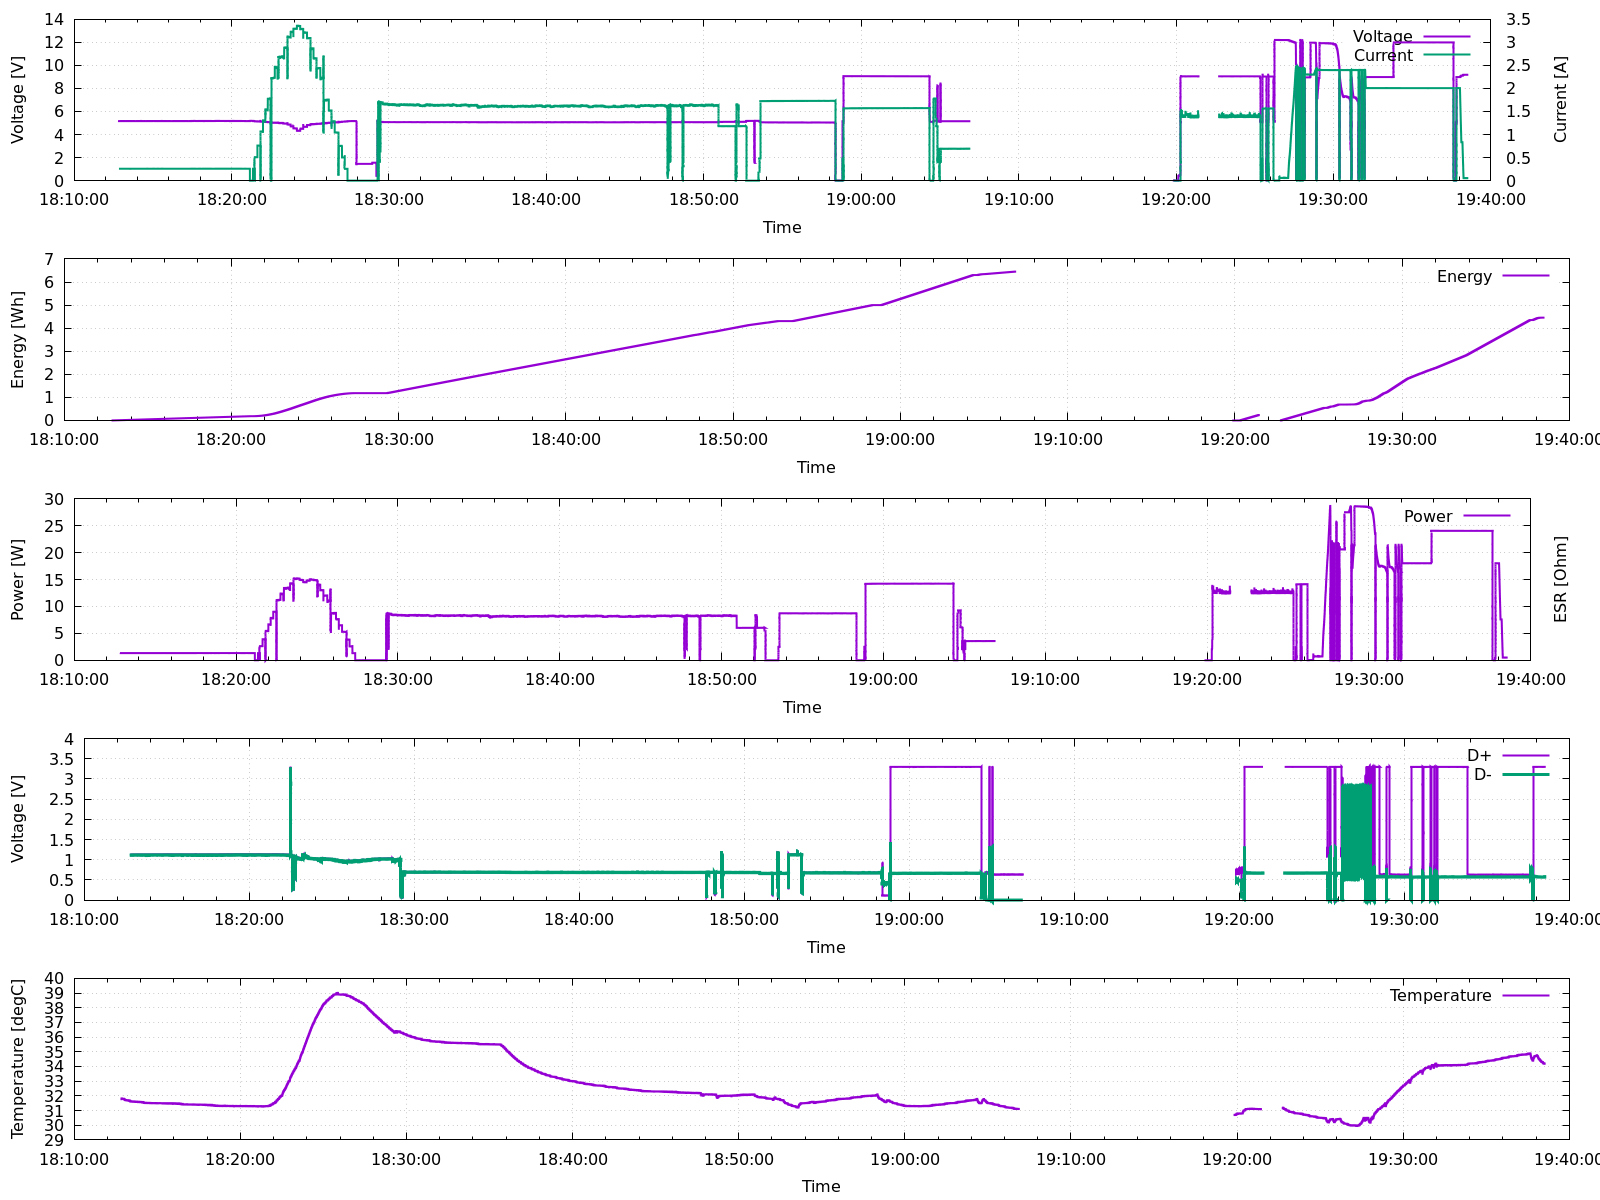 14
12
10
8
6
4
2
0
Voltage [V]
3.5
3
2.5
2
1.5
1
0.5
0
Current [A]
Voltage
Current
18:10:00 18:20:00 18:30:00 18:40:00 18:50:00 19:00:00 19:10:00 19:20:00 19:30:00 19:40:00
Time
7
6
5
4
3
2
1
0
Energy [Wh]
Energy
18:10:00 18:20:00 18:30:00 18:40:00 18:50:00 19:00:00 19:10:00 19:20:00 19:30:00 19:40:00
Time
30
25
20
15
10
5
0
Power [W]
ESR [Ohm]
Power
18:10:00 18:20:00 18:30:00 18:40:00 18:50:00 19:00:00 19:10:00 19:20:00 19:30:00 19:40:00
Time
4
3.5
3
2.5
2
1.5
1
0.5
0
Voltage [V]
D+
D-
18:10:00 18:20:00 18:30:00 18:40:00 18:50:00 19:00:00 19:10:00 19:20:00 19:30:00 19:40:00
Time
40
39
38
37
36
35
34
33
32
31
30
29
Temperature [degC]
Temperature
18:10:00 18:20:00 18:30:00 18:40:00 18:50:00 19:00:00 19:10:00 19:20:00 19:30:00 19:40:00
Time